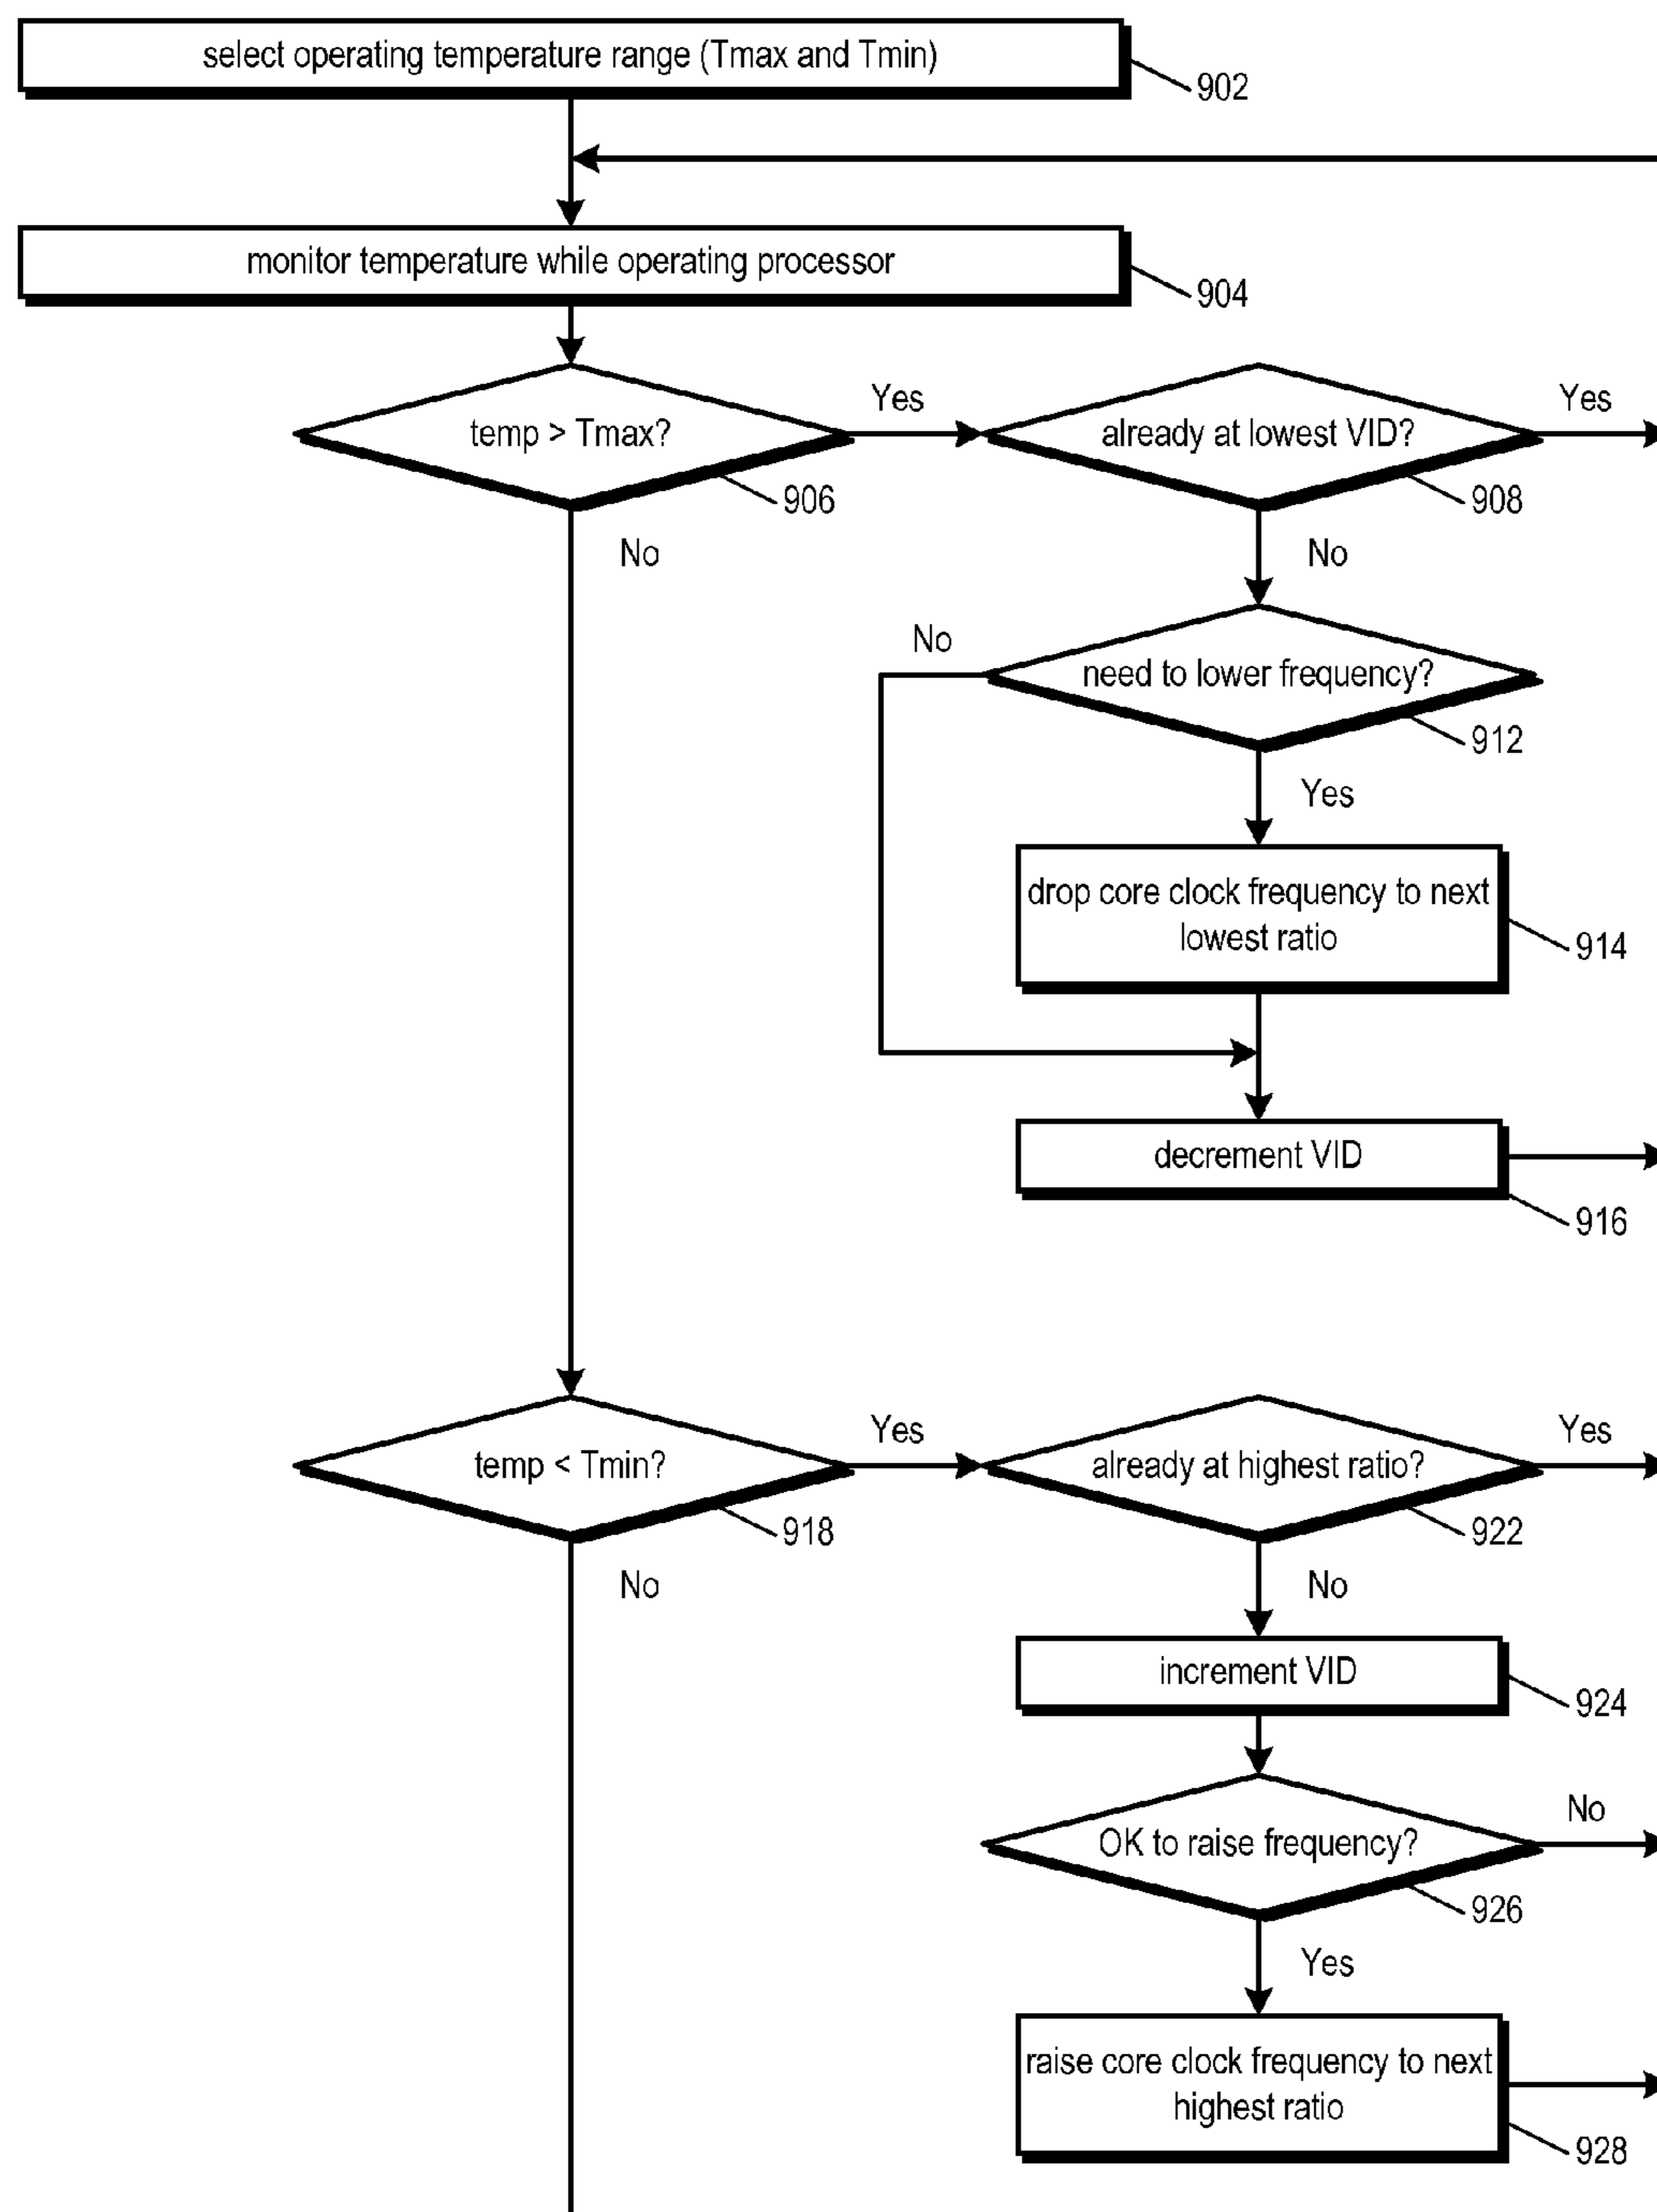 select operating temperature range (Tmax and Tmin)
902
monitor temperature while operating processor
904
temp > Tmax?
906
Yes
No
already at lowest VID?
908
Yes
No
need to lower frequency?
912
No
Yes
drop core clock frequency to next
lowest ratio
914
decrement VID
916
temp < Tmin?
918
Yes
No
already at highest ratio?
922
Yes
No
increment VID
924
OK to raise frequency?
926
No
Yes
raise core clock frequency to next
highest ratio
928